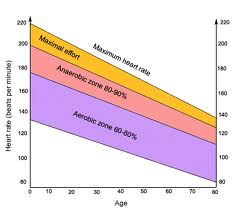 220
200
180
160
140
120
100
80
Heart rate (beats per minute)
Maximal effort
Maximum heart rate
Anaerobic zone 80-90%
Aerobic zone 60-80%
220
200
180
160
140
120
100
80
0 10 20 30 40 50 60 70 80
Age